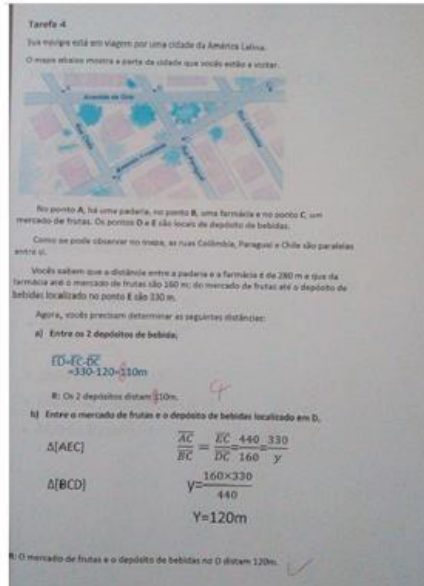 Tarefa 4
Sua equipe está em viagem por uma cidade da América Latina.
O mapa abaixo mostra a parte da cidade que vocês estão a visitar.
Avenida do Giro
Rua Chile
Avenida
Rua Paraguai
Rua Colômbia
No ponto A, há uma padaria, no ponto B, uma farmácia e no ponto C, um
mercado de frutas. Os pontos D e E são locais de depósito de bebidas.
Como se pode observar no mapa, as ruas Colômbia, Paraguai e Chile são paralelas
entre si.
Vocês sabem que a distância entre a padaria e a farmácia é de 280 m e que da
farmácia até o mercado de frutas são 160 m; do mercado de frutas até o depósito de
bebidas localizado no ponto E são 330 m.
Agora, vocês precisam determinar as seguintes distâncias:
a) Entre os 2 depósitos de bebida;
ED=EC-DC
=330-120=110m
R: Os 2 depósitos distam 110m.
b) Entre o mercado de frutas e o depósito de bebidas localizado em D.
Δ[AEC] AC/BC = EC/DC = 440/160 = 330/y
Δ[BCD] y= 160×330/440
Y=120m
R: O mercado de frutas e o depósito de bebidas no D distam 120m.